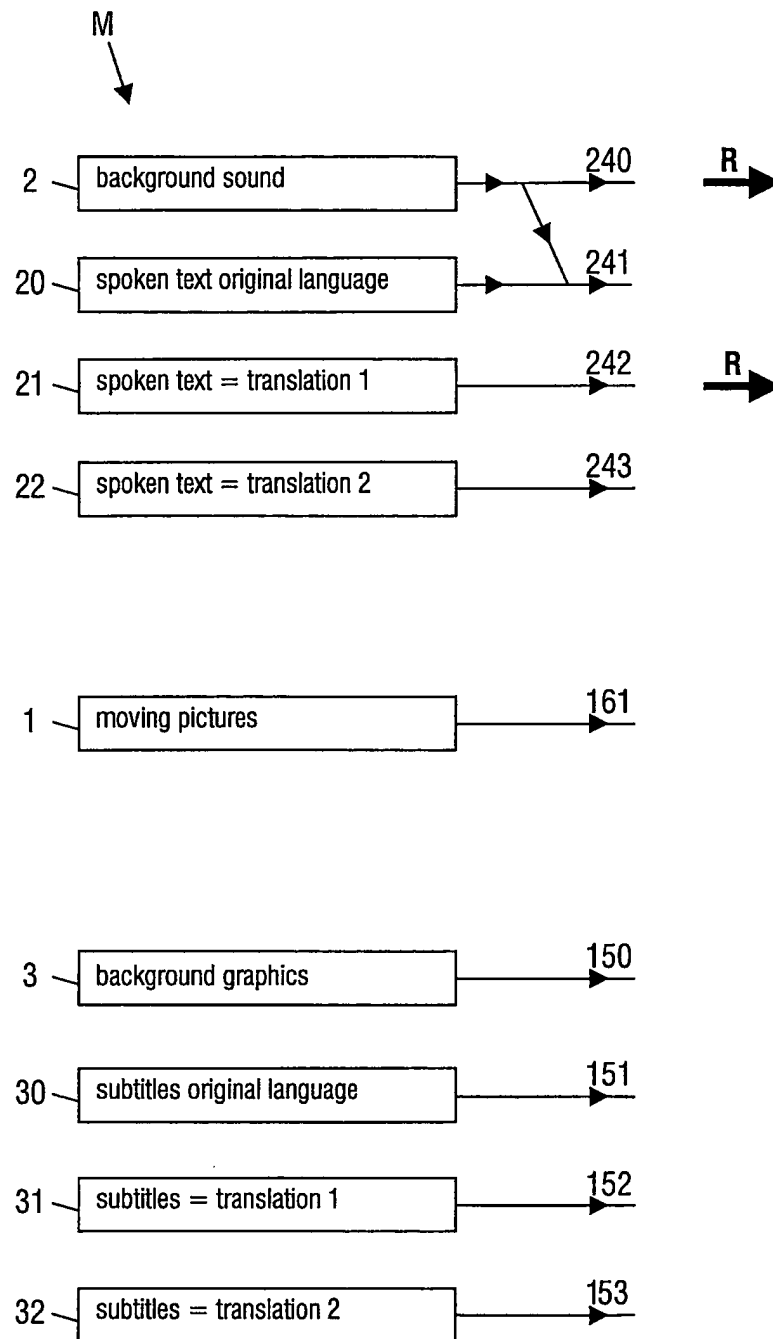 M
2 background sound 240 R
20 spoken text original language 241
21 spoken text = translation 1 242 R
22 spoken text = translation 2 243
1 moving pictures 161
3 background graphics 150
30 subtitles original language 151
31 subtitles = translation 1 152
32 subtitles = translation 2 153